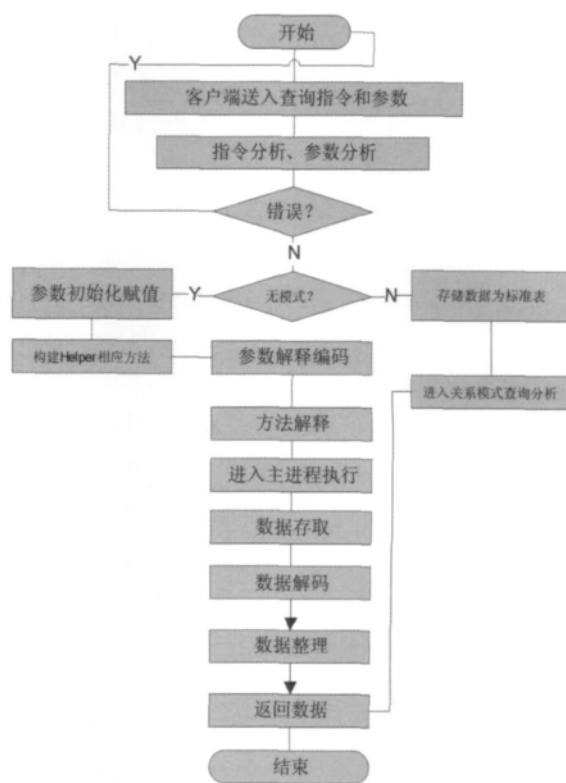 开始
Y
客户端送入查询指令和参数
指令分析、参数分析
错误?
N
参数初始化赋值
Y
无模式?
N
存储数据为标准表
构建Helper相应方法
参数解释编码
进入关系模式查询分析
方法解释
进入主进程执行
数据存取
数据解码
数据整理
返回数据
结束